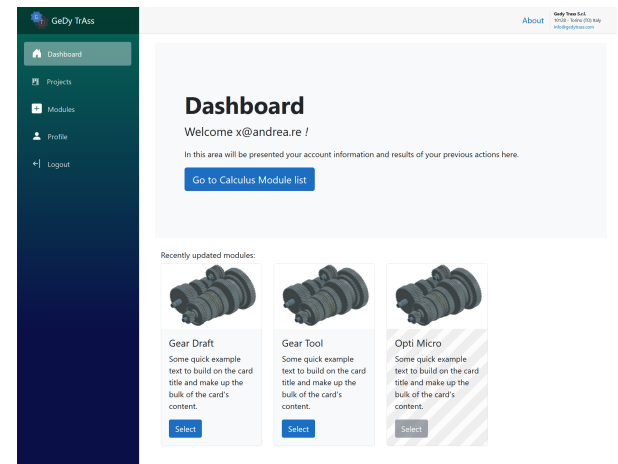 GeDy TrAss
About
Gedy Trass S.r.l.
10128 - Torino (TO) Italy
info@gedytrass.com
Dashboard
Projects
Modules
Profile
Logout
Dashboard
Welcome x@andrea.re !
In this area will be presented your account information and results of your previous actions here.
Go to Calculus Module list
Recently updated modules:
Gear Draft
Some quick example
text to build on the card
title and make up the
bulk of the card's
content.
Select
Gear Tool
Some quick example
text to build on the card
title and make up the
bulk of the card's
content.
Select
Opti Micro
Some quick example
text to build on the card
title and make up the
bulk of the card's
content.
Select